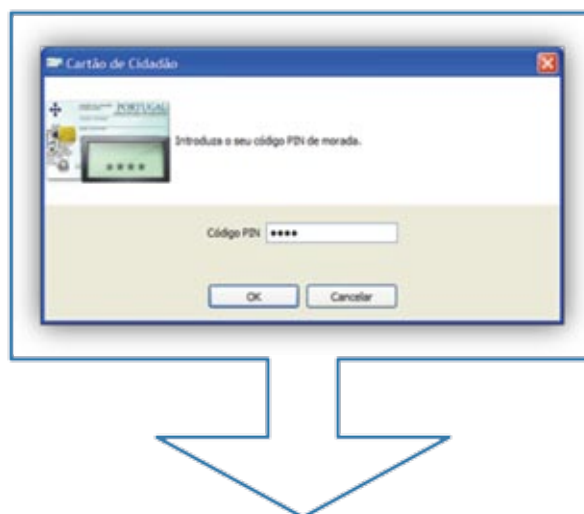 Cartão de Cidadão
PORTUGAL
Introduza o seu código PIN de morada.
Código PIN ••••
OK
Cancelar